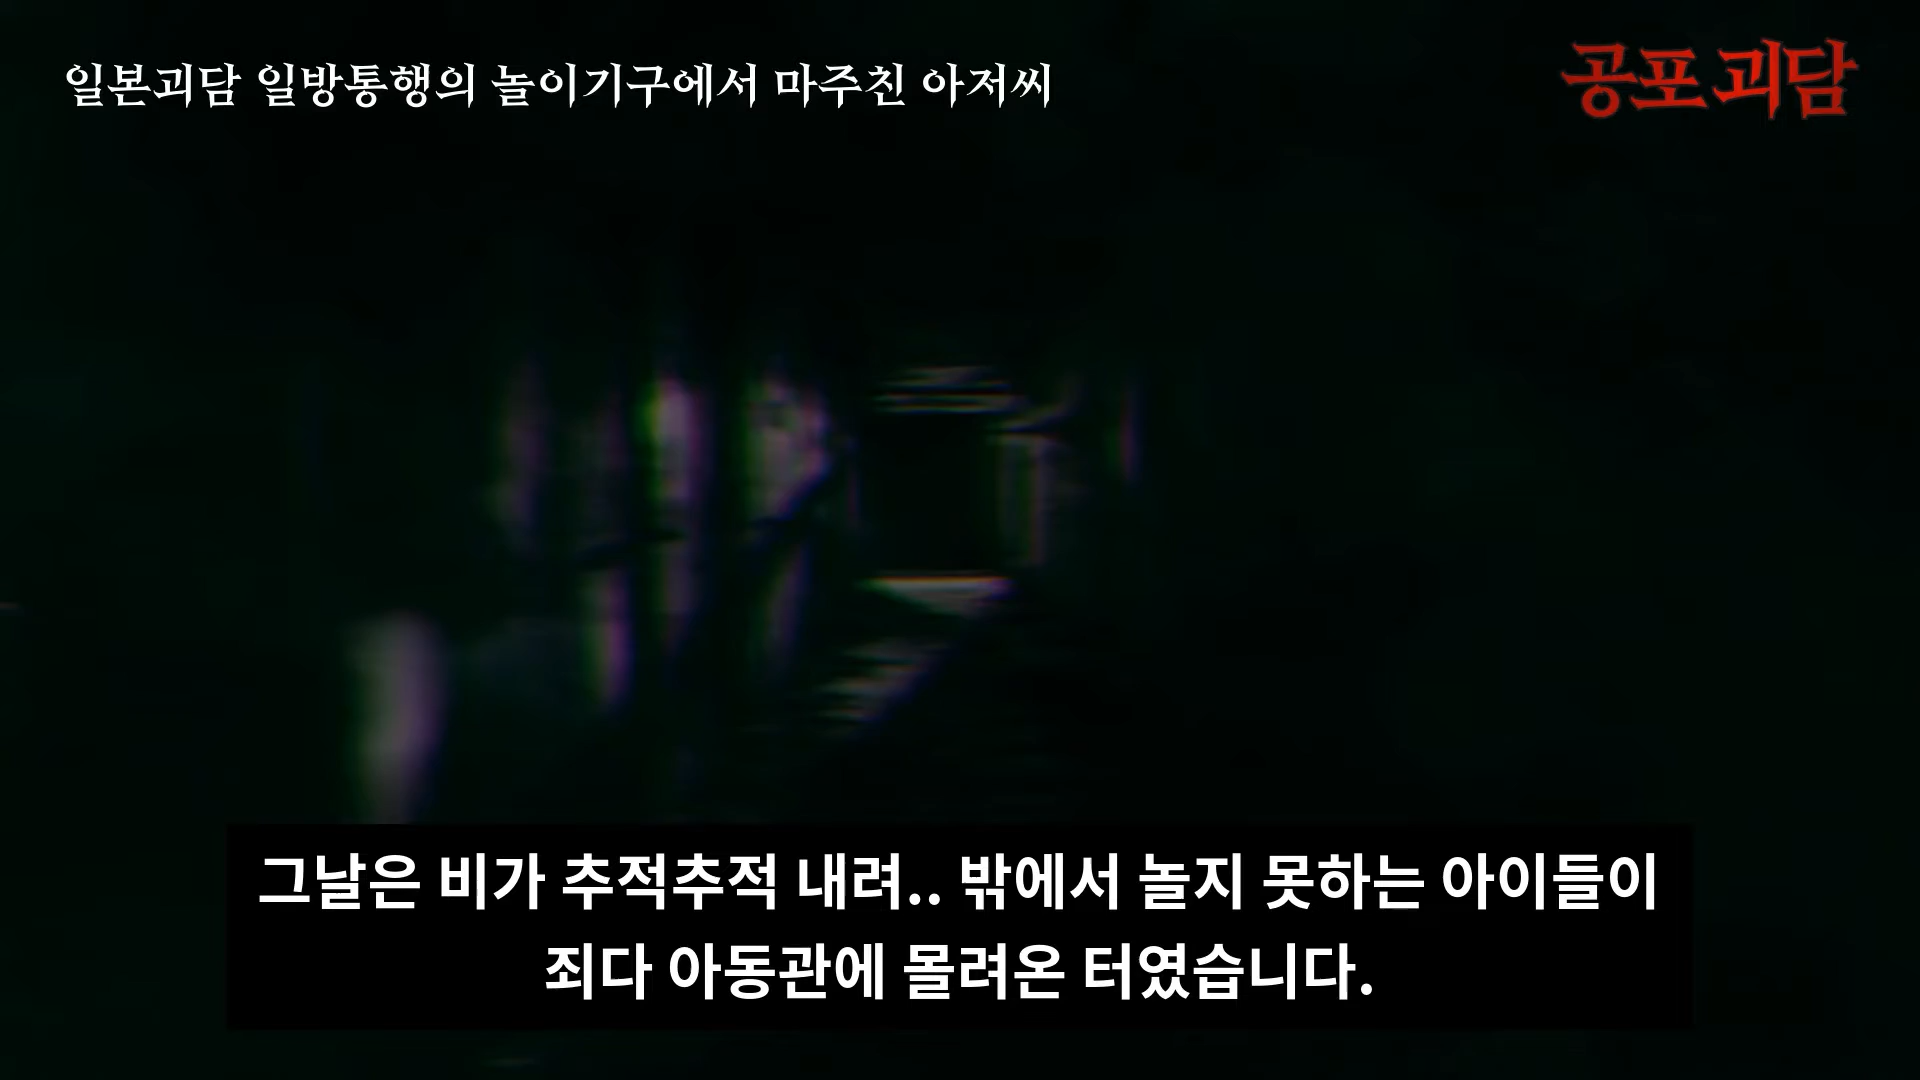 일본괴담 일방통행의 놀이기구에서 마주친 아저씨
공포 괴담
그날은 비가 추적추적 내려.. 밖에서 놀지 못하는 아이들이
죄다 아동관에 몰려온 터였습니다.